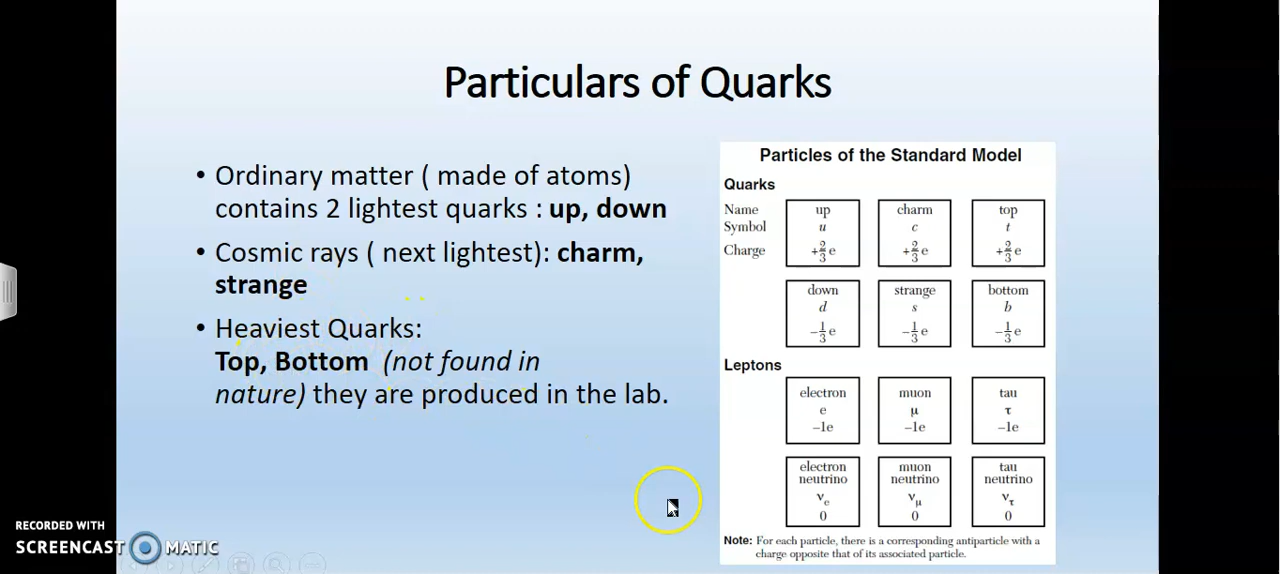 Particulars of Quarks
• Ordinary matter ( made of atoms)
contains 2 lightest quarks : up, down
• Cosmic rays ( next lightest): charm,
strange
• Heaviest Quarks:
Top, Bottom (not found in
nature) they are produced in the lab.
Particles of the Standard Model
Quarks
Name up charm top
Symbol u c t
Charge +2/3 e +2/3 e +2/3 e
down strange bottom
d s b
−1/3 e −1/3 e −1/3 e
Leptons
electron muon tau
e μ τ
−1e −1e −1e
electron muon tau
neutrino neutrino neutrino
νe νμ ντ
0 0 0
Note: For each particle, there is a corresponding antiparticle with a
charge opposite that of its associated particle.
RECORDED WITH
SCREENCAST MATIC